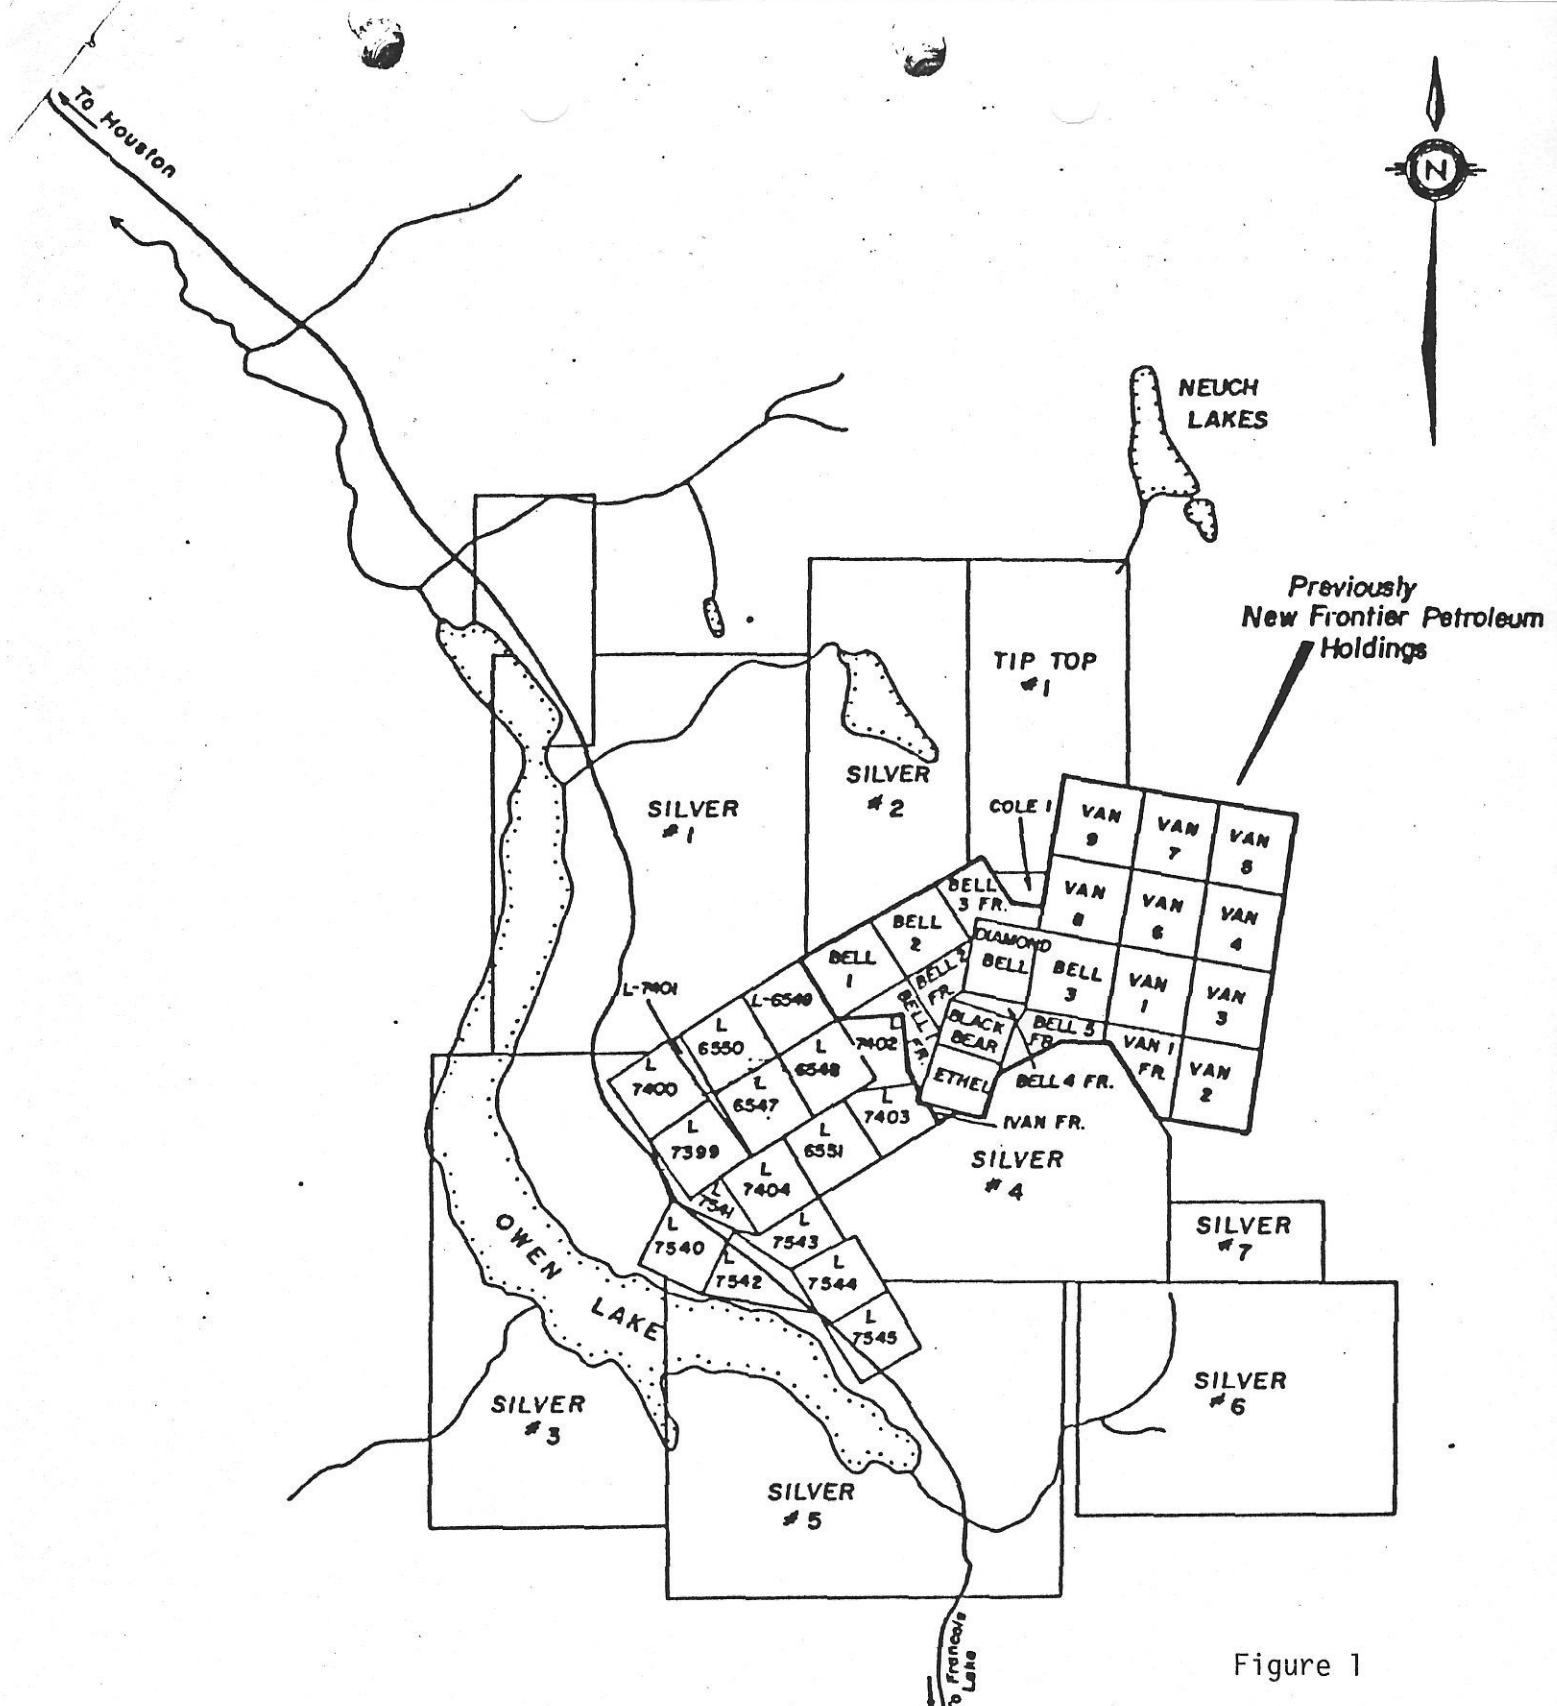 To Houston
N
NEUCH
LAKES
Previously
New Frontier Petroleum
Holdings
TIP TOP
#1
SILVER
#2
SILVER
#1
COLE 1
VAN
9
VAN
7
VAN
5
VAN
8
VAN
6
VAN
4
BELL
3 FR.
BELL
2
BELL
1
DIAMOND
BELL
BELL
3
VAN
1
VAN
3
BELL 2
FR.
BELL 1
FR.
L-7401
L-6549
L
6550
L
7402
BLACK
BEAR
BELL 3
FR.
VAN 1
FR.
VAN
2
L
7400
L
6548
L
6547
ETHEL
BELL 4 FR.
IVAN FR.
L
7403
L
7399
L
6551
L
7404
SILVER
#4
L
7541
L
7540
L
7543
L
7542
L
7544
L
7545
SILVER
#7
OWEN
LAKE
SILVER
#3
SILVER
#6
SILVER
#5
To Francois
Lake
Figure 1